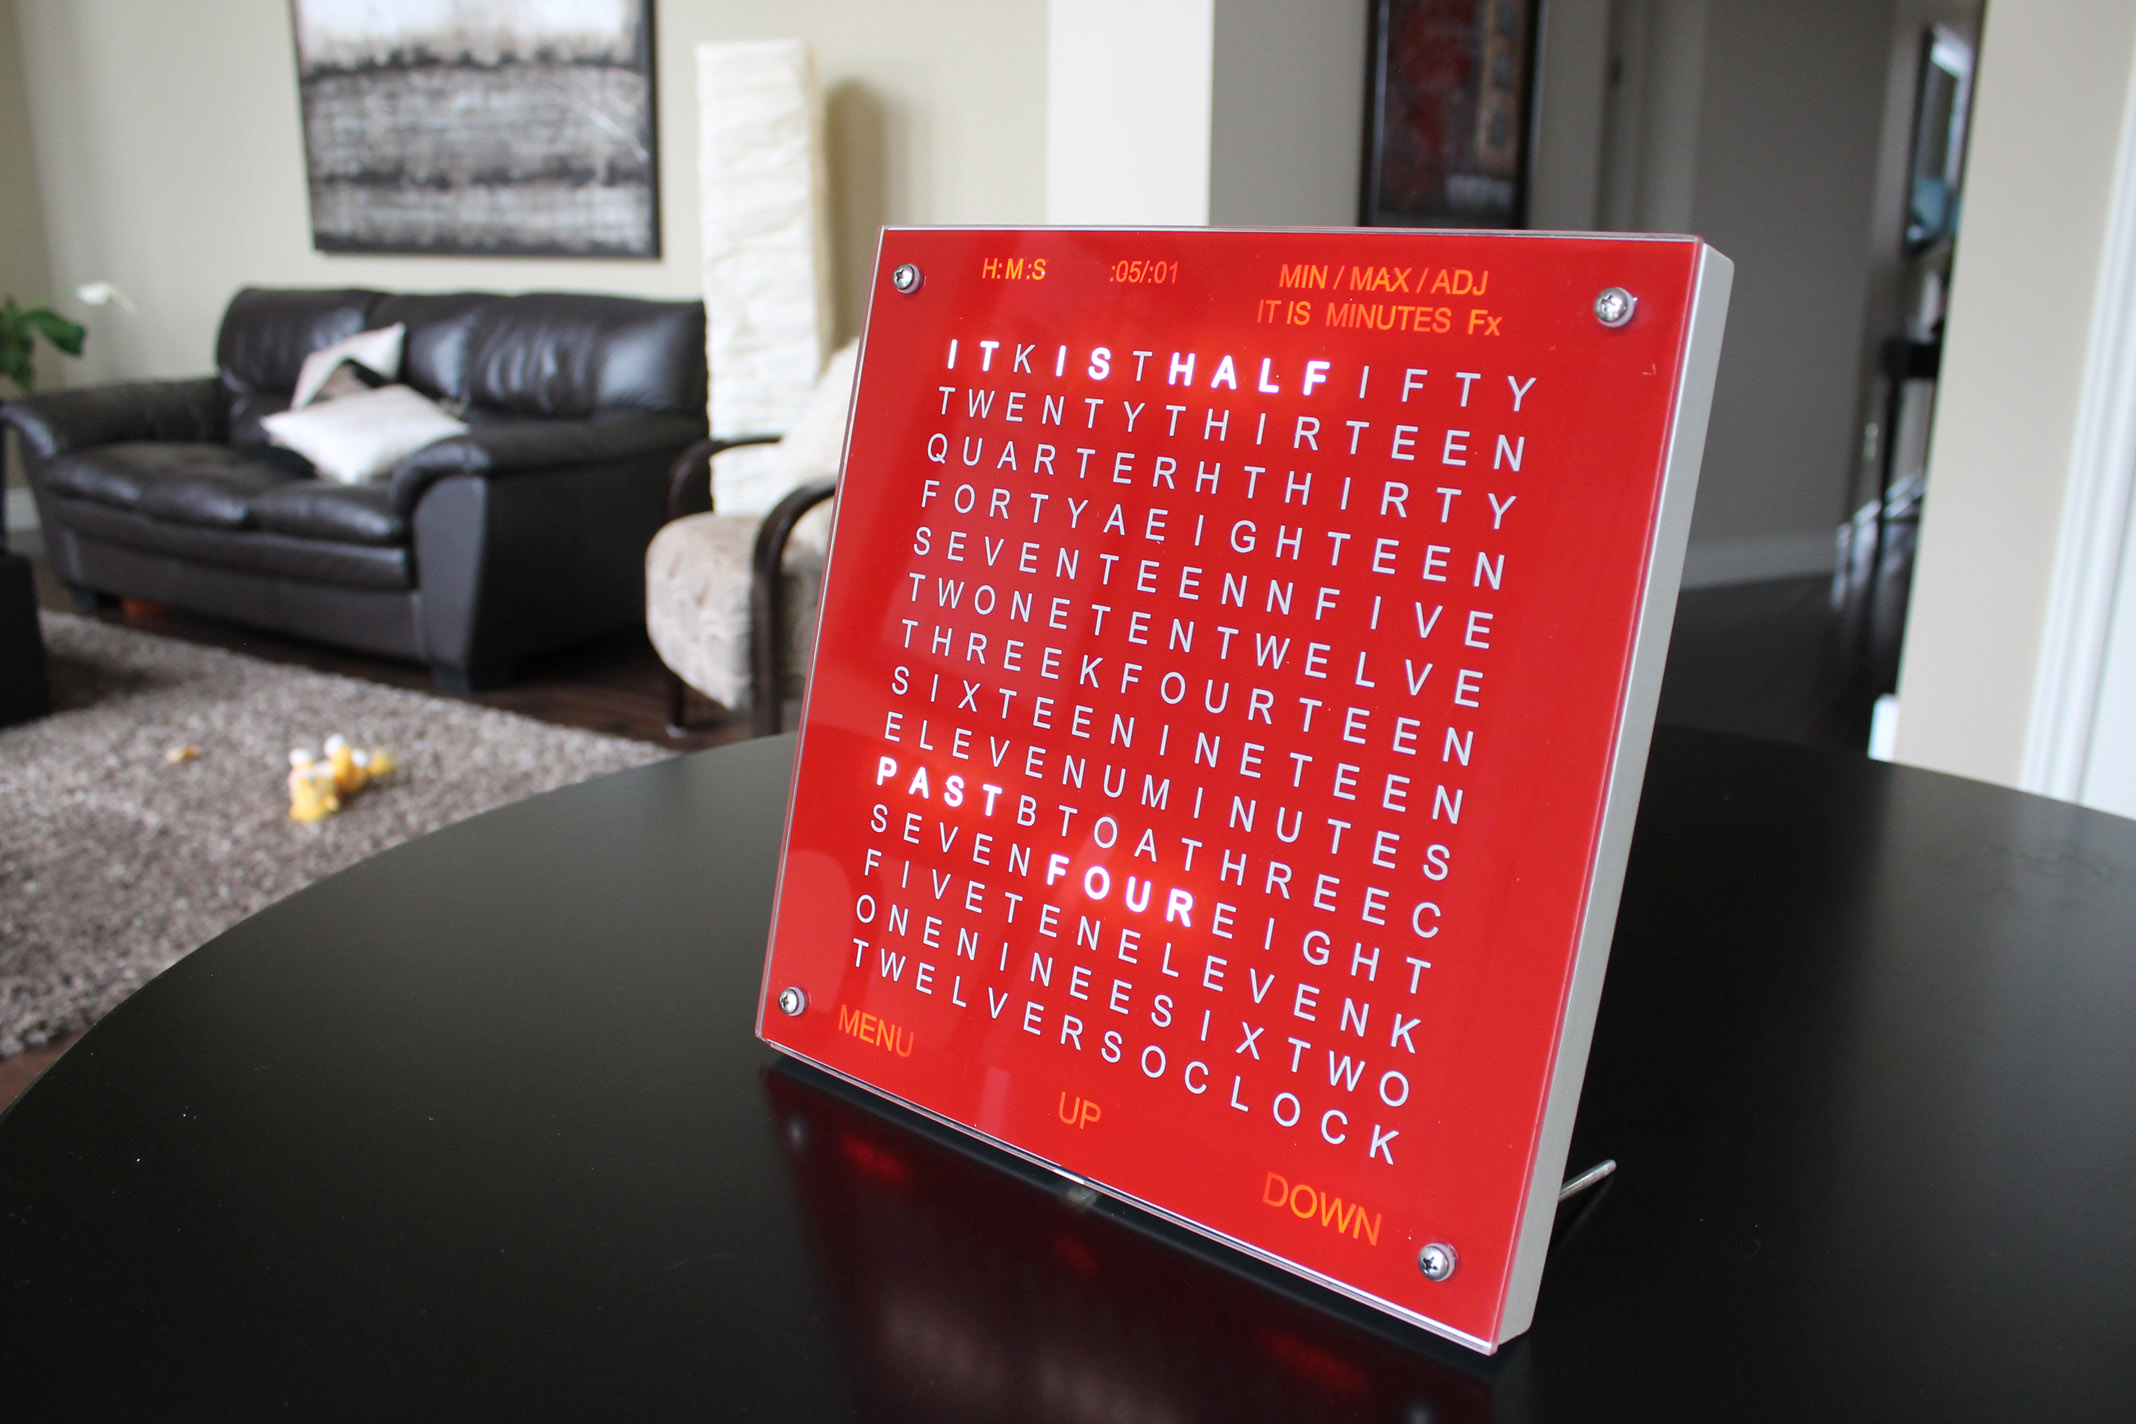 H:M:S :05/:01 MIN / MAX / ADJ
IT IS MINUTES Fx
ITKISTHALFIFTY
TWENTYTHIRTEEN
QUARTERHTHIRTY
FORTYAEIGHTEEN
SEVENTEENNFIVE
TWONETENTWELVE
THREEKFOURTEEN
SIXTEENINETEEN
ELEVENUMINUTES
PASTBTOATHREEC
SEVENFOUREIGHT
FIVETENELEVENK
ONENINEESIXTWO
TWELVERSOCLOCK
MENU
UP
DOWN